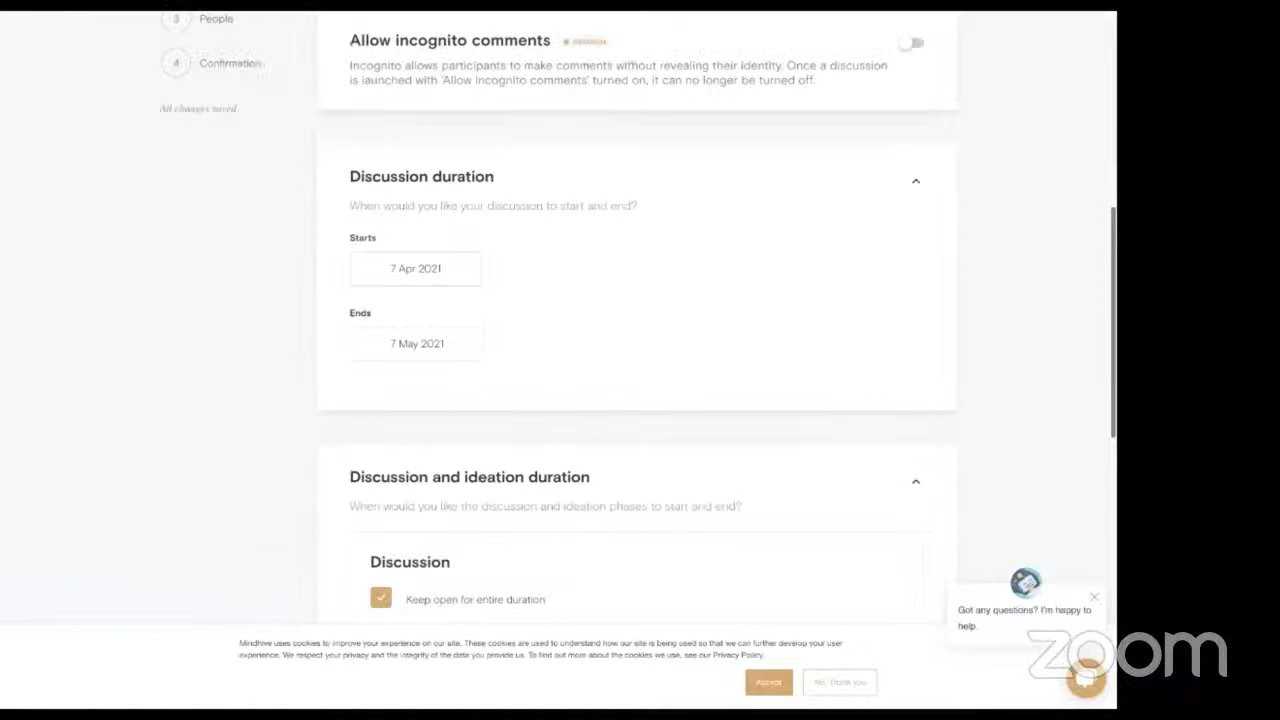 3 People
4 Confirmation
All changes saved.
Allow incognito comments
Incognito allows participants to make comments without revealing their identity. Once a discussion
is launched with 'Allow Incognito comments' turned on, it can no longer be turned off.
Discussion duration
When would you like your discussion to start and end?
Starts
7 Apr 2021
Ends
7 May 2021
Discussion and ideation duration
When would you like the discussion and ideation phases to start and end?
Discussion
Keep open for entire duration
Got any questions? I'm happy to
help.
Mindhive uses cookies to improve your experience on our site. These cookies are used to understand how our site is being used so that we can further develop your user
experience. We respect your privacy and the integrity of the data you provide us. To find out more about the cookies we use, see our Privacy Policy.
Accept
No, Thank you
zoom